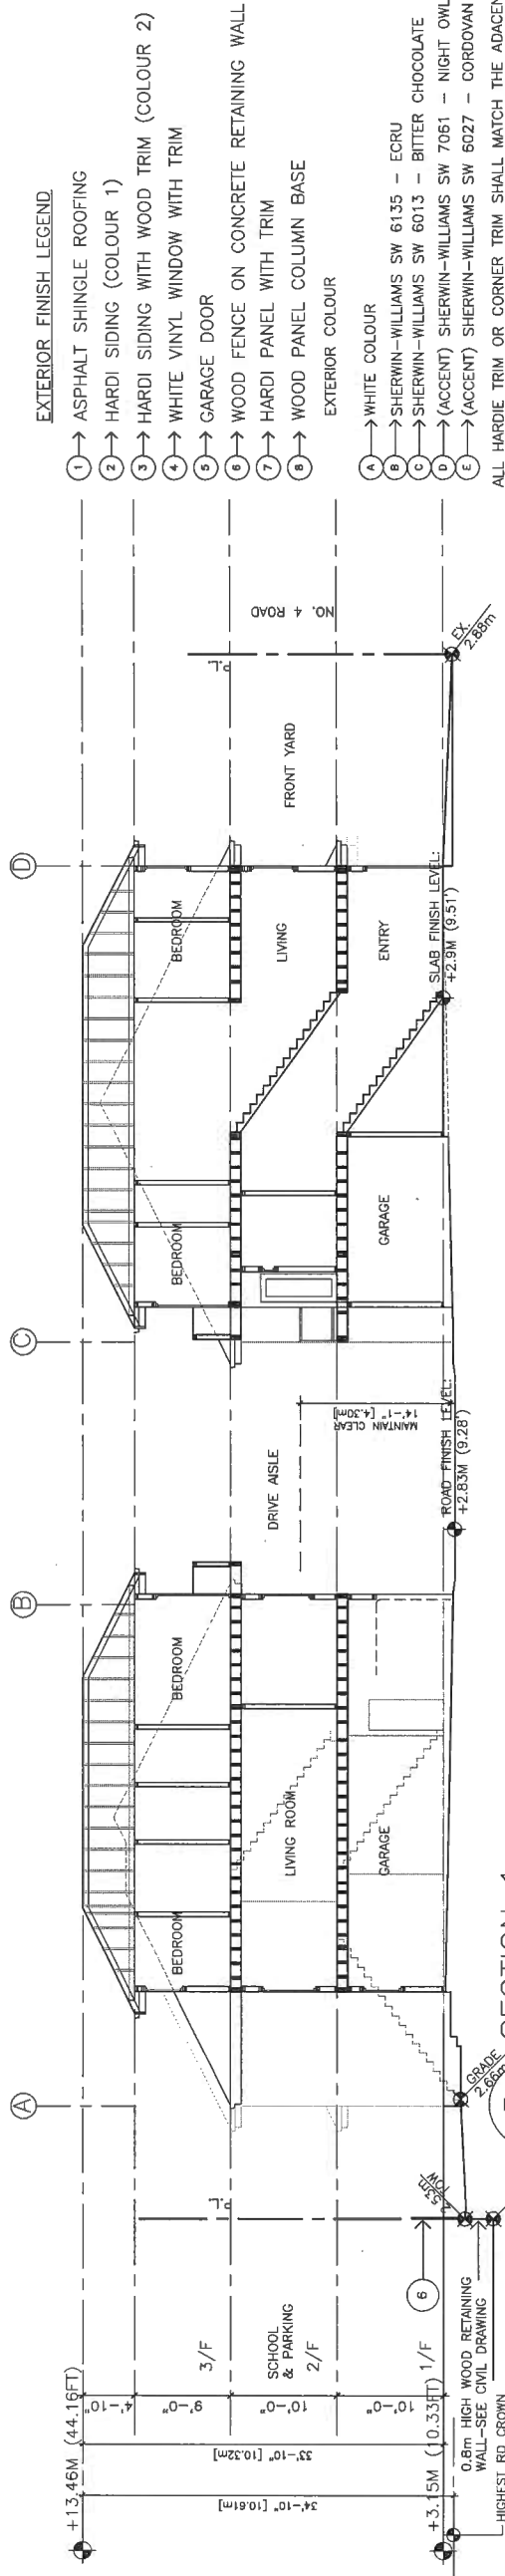 EXTERIOR FINISH LEGEND
1 ASPHALT SHINGLE ROOFING
2 HARDI SIDING (COLOUR 1)
3 HARDI SIDING WITH WOOD TRIM (COLOUR 2)
4 WHITE VINYL WINDOW WITH TRIM
5 GARAGE DOOR
6 WOOD FENCE ON CONCRETE RETAINING WALL
7 HARDI PANEL WITH TRIM
8 WOOD PANEL COLUMN BASE
EXTERIOR COLOUR
A WHITE COLOUR
B SHERWIN-WILLIAMS SW 6135 - ECRU
C SHERWIN-WILLIAMS SW 6013 - BITTER CHOCOLATE
D (ACCENT) SHERWIN-WILLIAMS SW 7061 - NIGHT OWL
E (ACCENT) SHERWIN-WILLIAMS SW 6027 - CORDOVAN
ALL HARDIE TRIM OR CORNER TRIM SHALL MATCH THE ADACEN
A
B
C
D
+13.46M (44.16FT)
4'-10"
9'-0"
10'-0"
10'-0"
33'-10" [10.32m]
34'-10" [10.61m]
3/F
SCHOOL
& PARKING
2/F
+3.15M (10.33FT)
1/F
P.L.
6
0.8m HIGH WOOD RETAINING
WALL-SEE CIVIL DRAWING
HIGHEST RD CROWN
2.53m
TOW
GRADE
2.66m
SECTION
BEDROOM
BEDROOM
LIVING ROOM
GARAGE
DRIVE AISLE
MAINTAIN CLEAR
14'-1" [4.30m]
ROAD FINISH LEVEL:
+2.83M (9.28')
BEDROOM
BEDROOM
LIVING
GARAGE
ENTRY
SLAB FINISH LEVEL:
+2.9M (9.51')
FRONT YARD
P.L.
NO. 4 ROAD
EX.
2.88m